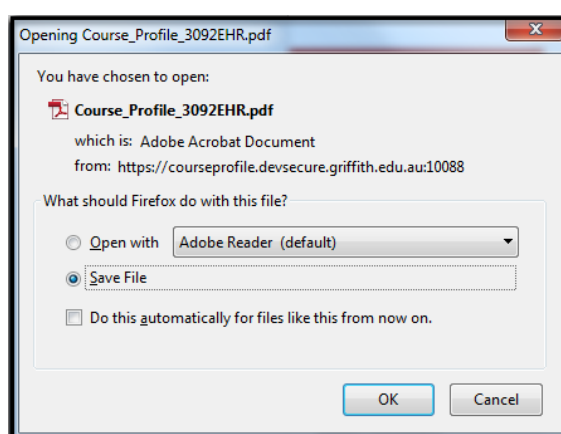 Opening Course_Profile_3092EHR.pdf
You have chosen to open:
Course_Profile_3092EHR.pdf
which is: Adobe Acrobat Document
from: https://courseprofile.devsecure.griffith.edu.au:10088
What should Firefox do with this file?
Open with Adobe Reader (default)
Save File
Do this automatically for files like this from now on.
OK Cancel